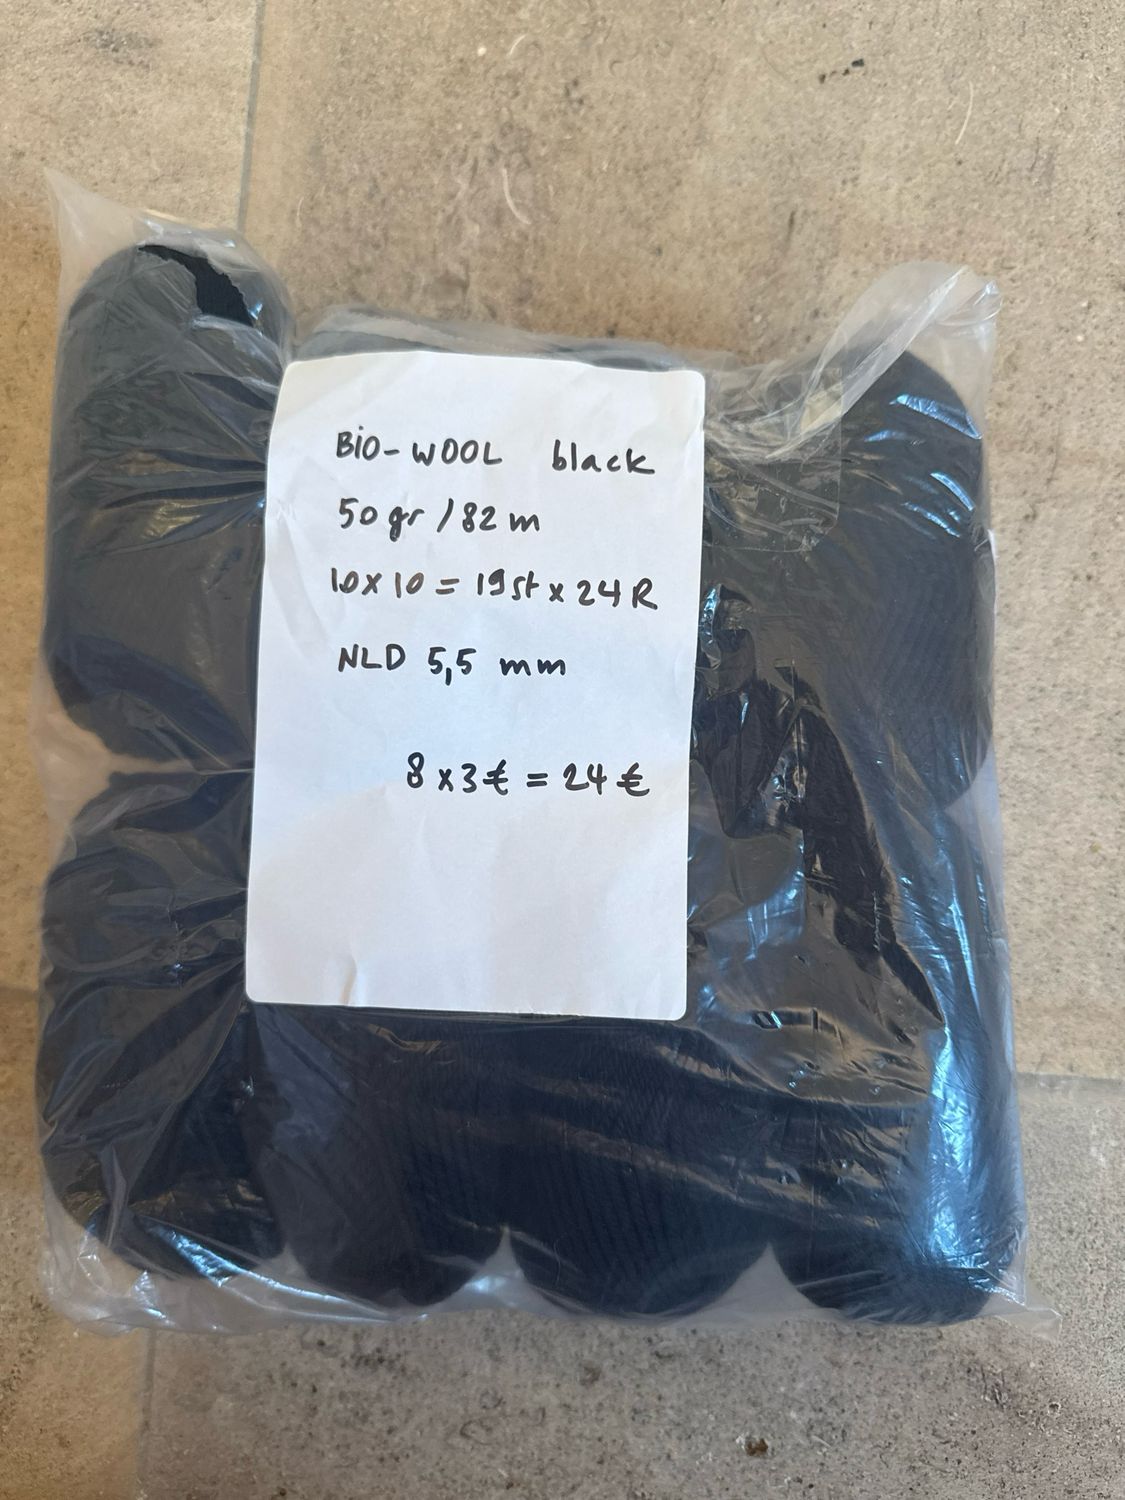 BIO-WOOL black
50 gr / 82 m
10 x 10 = 19 st x 24 R
NLD 5,5 mm
8 x 3 € = 24 €